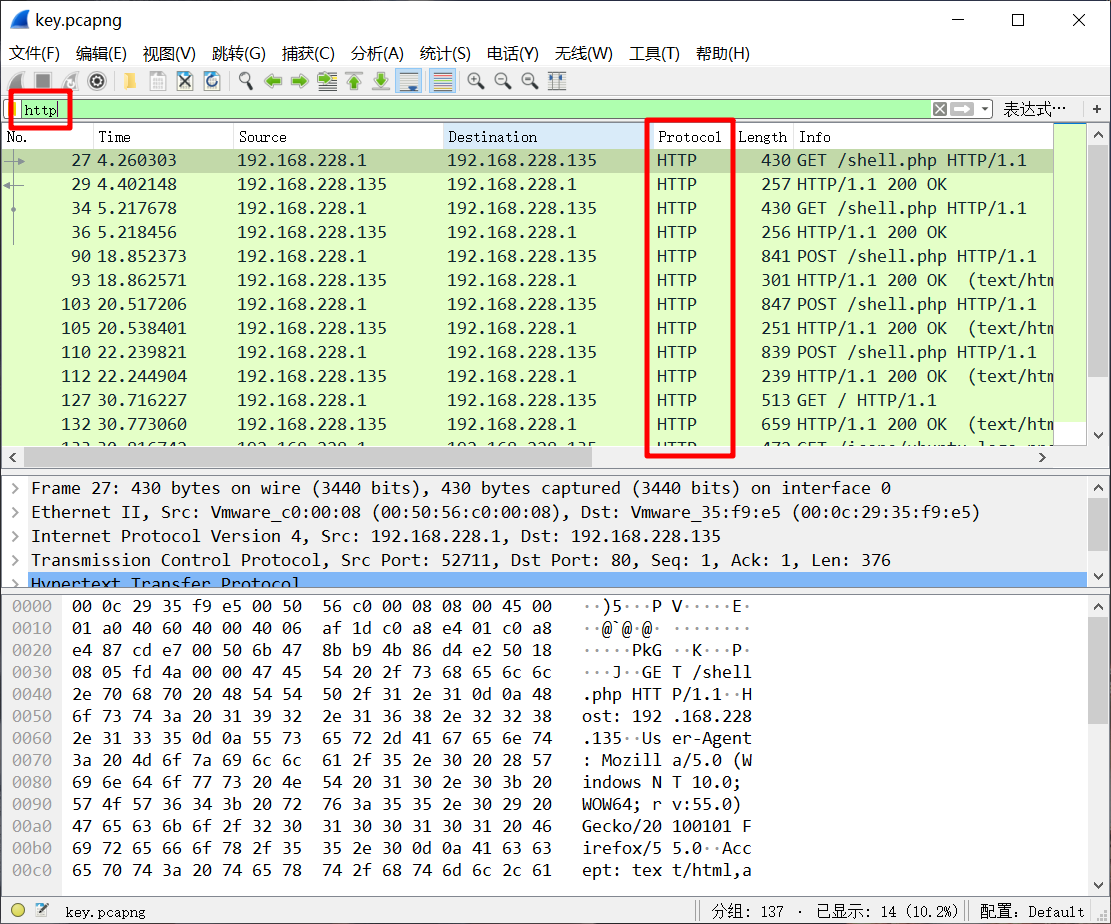 key.pcapng
文件(F) 编辑(E) 视图(V) 跳转(G) 捕获(C) 分析(A) 统计(S) 电话(Y) 无线(W) 工具(T) 帮助(H)
http 表达式… +
No. Time Source Destination Protocol Length Info
27 4.260303 192.168.228.1 192.168.228.135 HTTP 430 GET /shell.php HTTP/1.1
29 4.402148 192.168.228.135 192.168.228.1 HTTP 257 HTTP/1.1 200 OK
34 5.217678 192.168.228.1 192.168.228.135 HTTP 430 GET /shell.php HTTP/1.1
36 5.218456 192.168.228.135 192.168.228.1 HTTP 256 HTTP/1.1 200 OK
90 18.852373 192.168.228.1 192.168.228.135 HTTP 841 POST /shell.php HTTP/1.1
93 18.862571 192.168.228.135 192.168.228.1 HTTP 301 HTTP/1.1 200 OK (text/htm
103 20.517206 192.168.228.1 192.168.228.135 HTTP 847 POST /shell.php HTTP/1.1
105 20.538401 192.168.228.135 192.168.228.1 HTTP 251 HTTP/1.1 200 OK (text/htm
110 22.239821 192.168.228.1 192.168.228.135 HTTP 839 POST /shell.php HTTP/1.1
112 22.244904 192.168.228.135 192.168.228.1 HTTP 239 HTTP/1.1 200 OK (text/htm
127 30.716227 192.168.228.1 192.168.228.135 HTTP 513 GET / HTTP/1.1
132 30.773060 192.168.228.135 192.168.228.1 HTTP 659 HTTP/1.1 200 OK (text/htm
Frame 27: 430 bytes on wire (3440 bits), 430 bytes captured (3440 bits) on interface 0
Ethernet II, Src: Vmware_c0:00:08 (00:50:56:c0:00:08), Dst: Vmware_35:f9:e5 (00:0c:29:35:f9:e5)
Internet Protocol Version 4, Src: 192.168.228.1, Dst: 192.168.228.135
Transmission Control Protocol, Src Port: 52711, Dst Port: 80, Seq: 1, Ack: 1, Len: 376
Hypertext Transfer Protocol
0000 00 0c 29 35 f9 e5 00 50 56 c0 00 08 08 00 45 00 ··)5···P V·····E·
0010 01 a0 40 60 40 00 40 06 af 1d c0 a8 e4 01 c0 a8 ··@`@·@· ········
0020 e4 87 cd e7 00 50 6b 47 8b b9 4b 86 d4 e2 50 18 ·····PkG ··K···P·
0030 08 05 fd 4a 00 00 47 45 54 20 2f 73 68 65 6c 6c ···J··GE T /shell
0040 2e 70 68 70 20 48 54 54 50 2f 31 2e 31 0d 0a 48 .php HTT P/1.1··H
0050 6f 73 74 3a 20 31 39 32 2e 31 36 38 2e 32 32 38 ost: 192 .168.228
0060 2e 31 33 35 0d 0a 55 73 65 72 2d 41 67 65 6e 74 .135··Us er-Agent
0070 3a 20 4d 6f 7a 69 6c 6c 61 2f 35 2e 30 20 28 57 : Mozill a/5.0 (W
0080 69 6e 64 6f 77 73 20 4e 54 20 31 30 2e 30 3b 20 indows N T 10.0;
0090 57 4f 57 36 34 3b 20 72 76 3a 35 35 2e 30 29 20 WOW64; r v:55.0)
00a0 47 65 63 6b 6f 2f 32 30 31 30 30 31 30 31 20 46 Gecko/20 100101 F
00b0 69 72 65 66 6f 78 2f 35 35 2e 30 0d 0a 41 63 63 irefox/5 5.0··Acc
00c0 65 70 74 3a 20 74 65 78 74 2f 68 74 6d 6c 2c 61 ept: tex t/html,a
key.pcapng 分组: 137 · 已显示: 14 (10.2%) 配置: Default